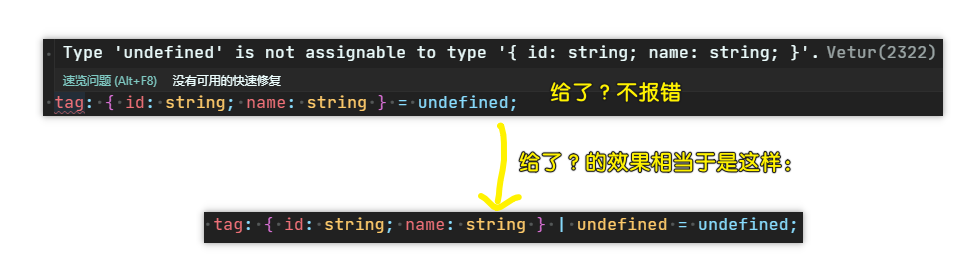 Type 'undefined' is not assignable to type '{ id: string; name: string; }'. Vetur(2322)
速览问题 (Alt+F8) 没有可用的快速修复
tag: { id: string; name: string } = undefined; 给了？不报错
给了？的效果相当于是这样：
tag: { id: string; name: string } | undefined = undefined;